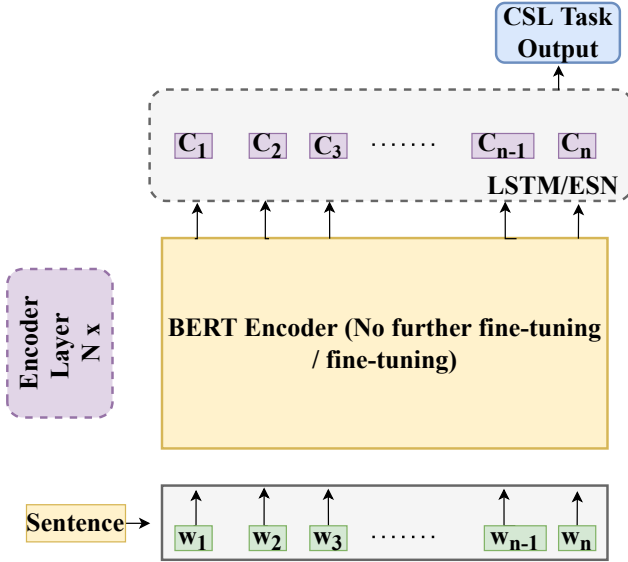 CSL Task
Output
C1 C2 C3 ······· Cn-1 Cn
LSTM/ESN
Encoder
Layer
N x
BERT Encoder (No further fine-tuning
/ fine-tuning)
Sentence
w1 w2 w3 ······· wn-1 wn